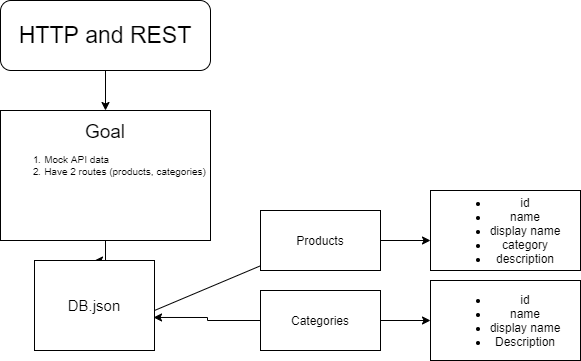 HTTP and REST
Goal
1. Mock API data
2. Have 2 routes (products, categories)
DB.json
Products
• id
• name
• display name
• category
• description
Categories
• id
• name
• display name
• Description